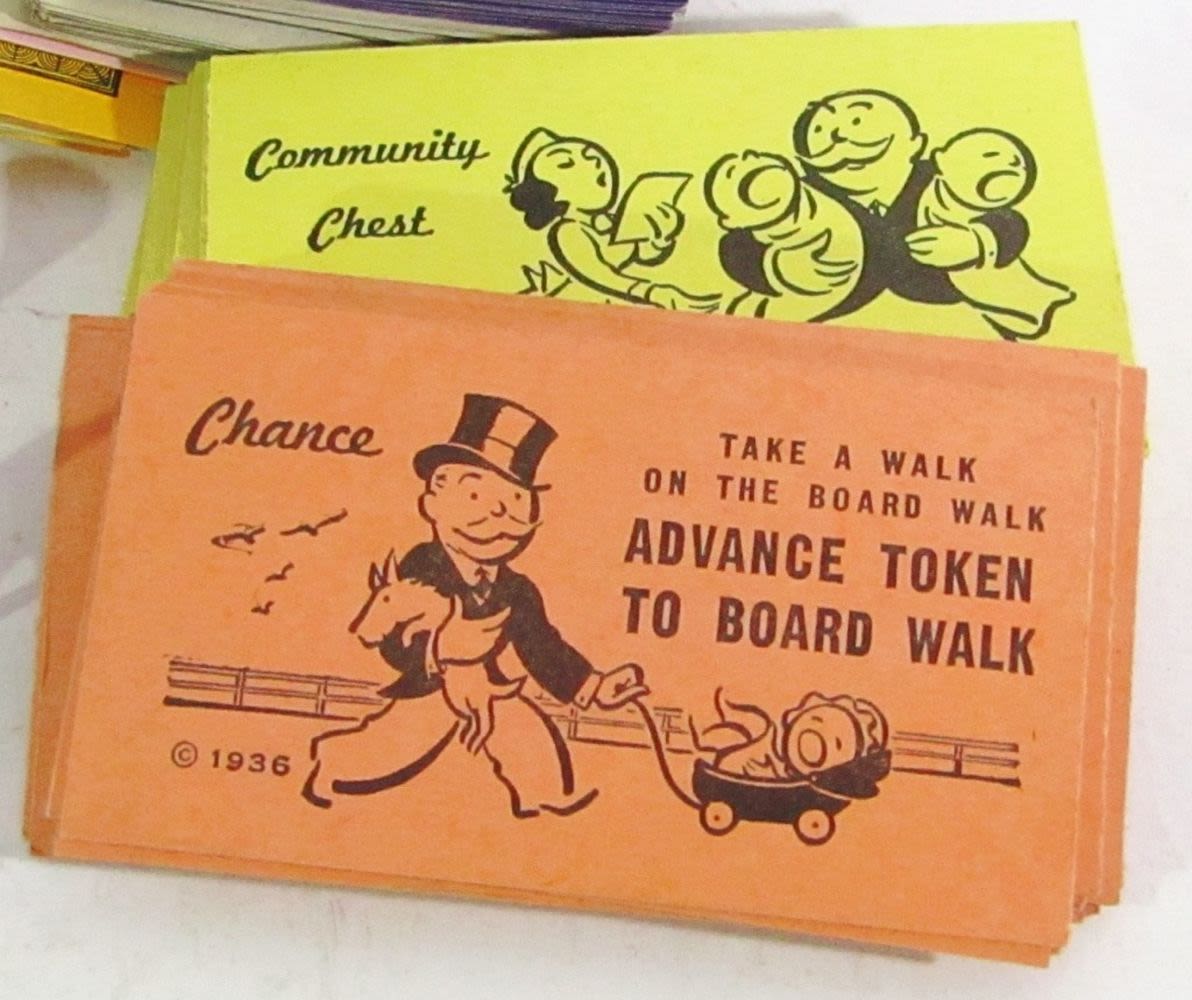 Community
Chest
Chance
TAKE A WALK
ON THE BOARD WALK
ADVANCE TOKEN
TO BOARD WALK
© 1936